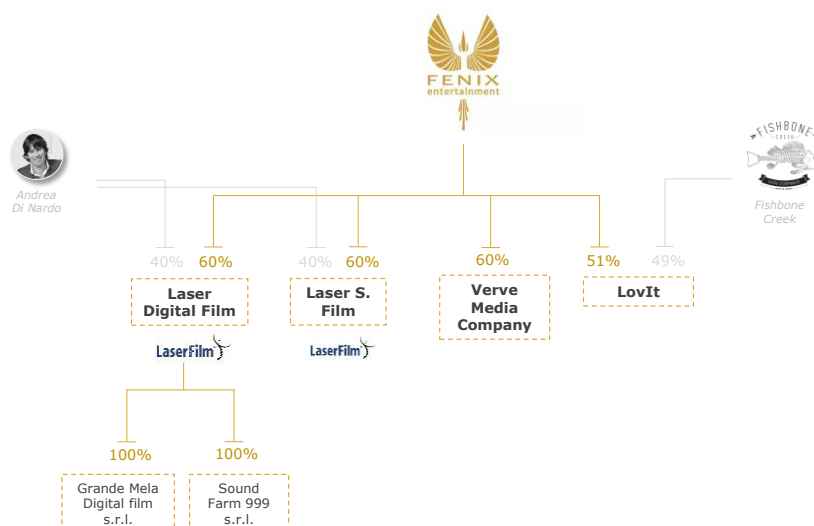 FENIX
entertainment
FISHBONE
CREEK
Andrea
Di Nardo
Fishbone
Creek
40% 60%
40% 60%
60%
51% 49%
Laser
Digital Film
Laser S.
Film
Verve
Media
Company
LovIt
LaserFilm
LaserFilm
100%
100%
Grande Mela
Digital film
s.r.l.
Sound
Farm 999
s.r.l.